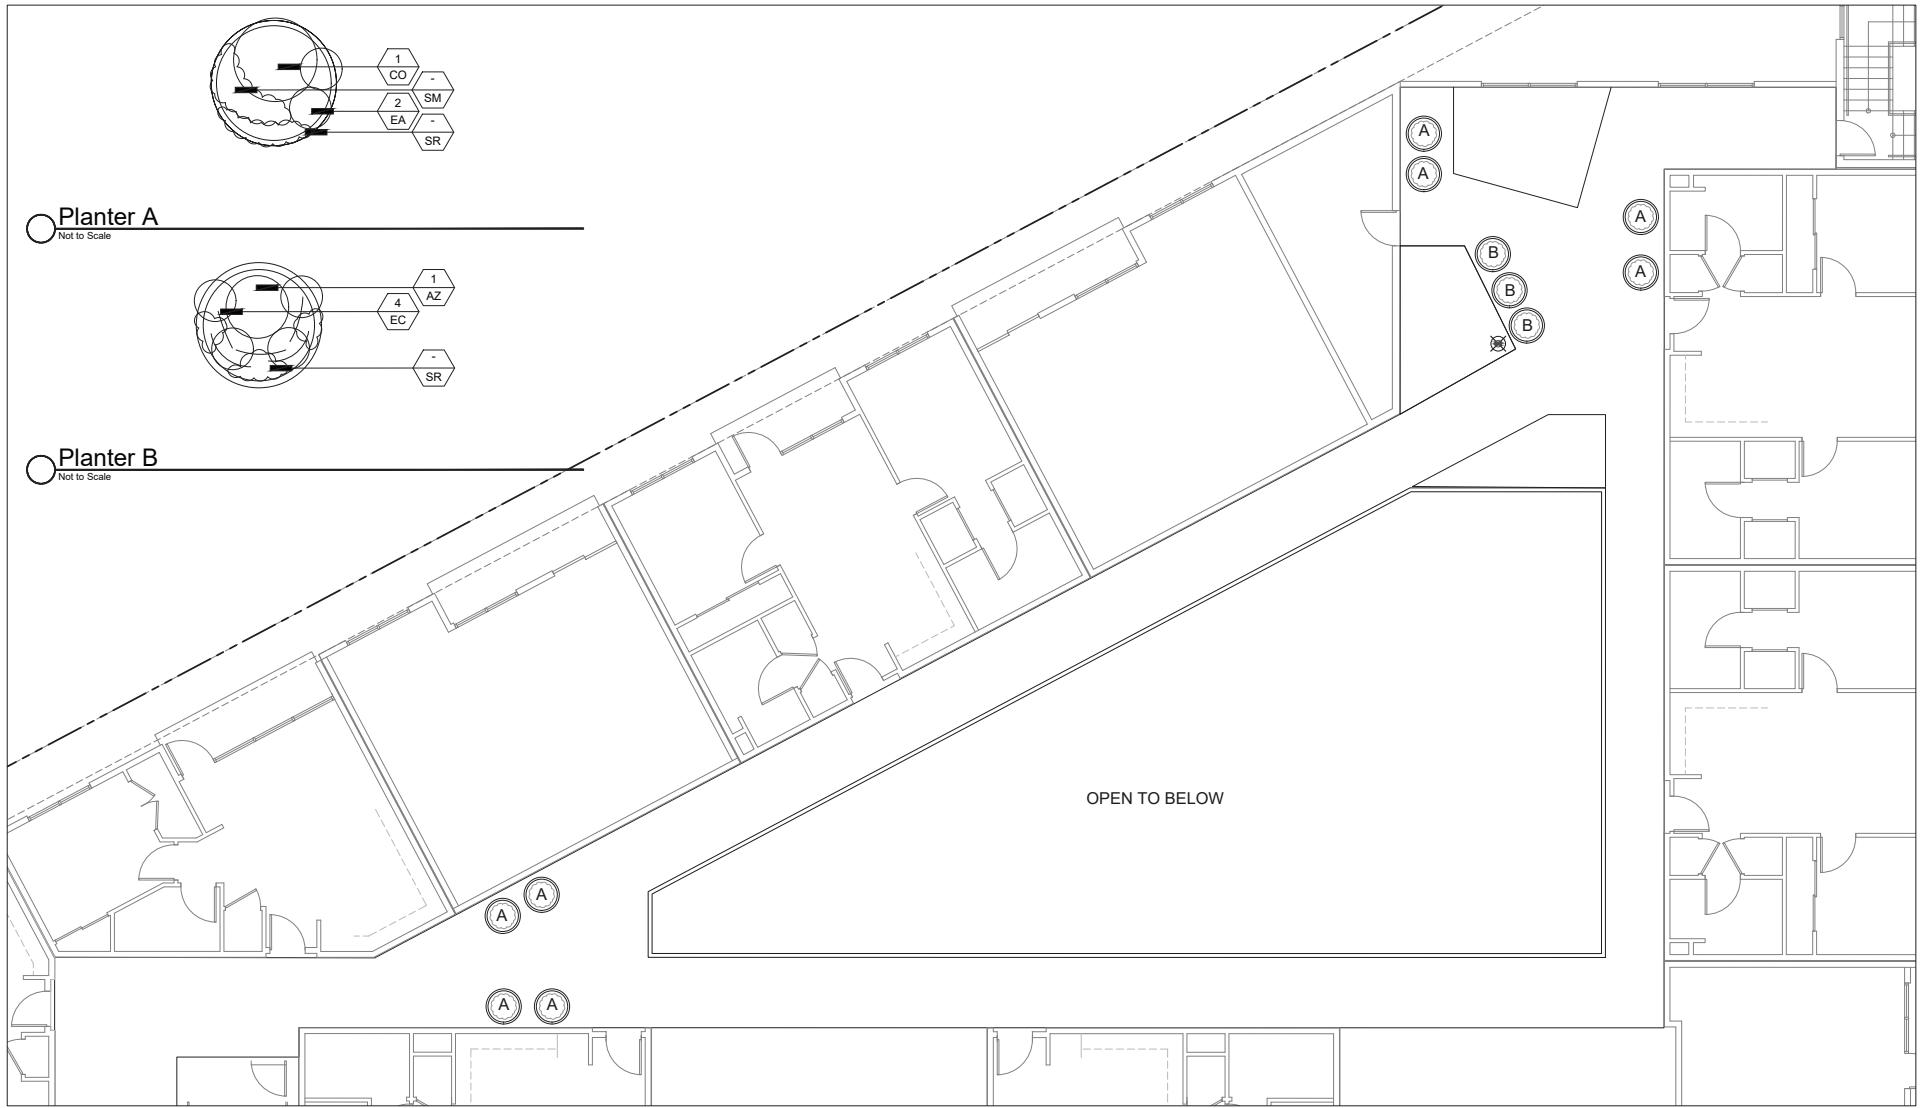 1
CO
-
SM
2
EA
-
SR
Planter A
Not to Scale
1
AZ
4
EC
-
SR
Planter B
Not to Scale
A
A
A
A
B
B
B
OPEN TO BELOW
A
A
A
A